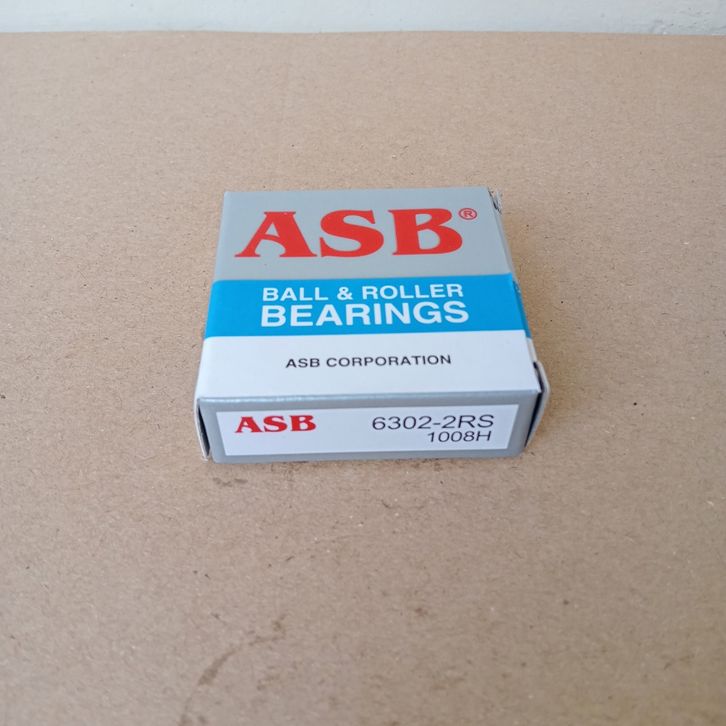 ASB®
BALL & ROLLER
BEARINGS
ASB CORPORATION
ASB 6302-2RS
1008H